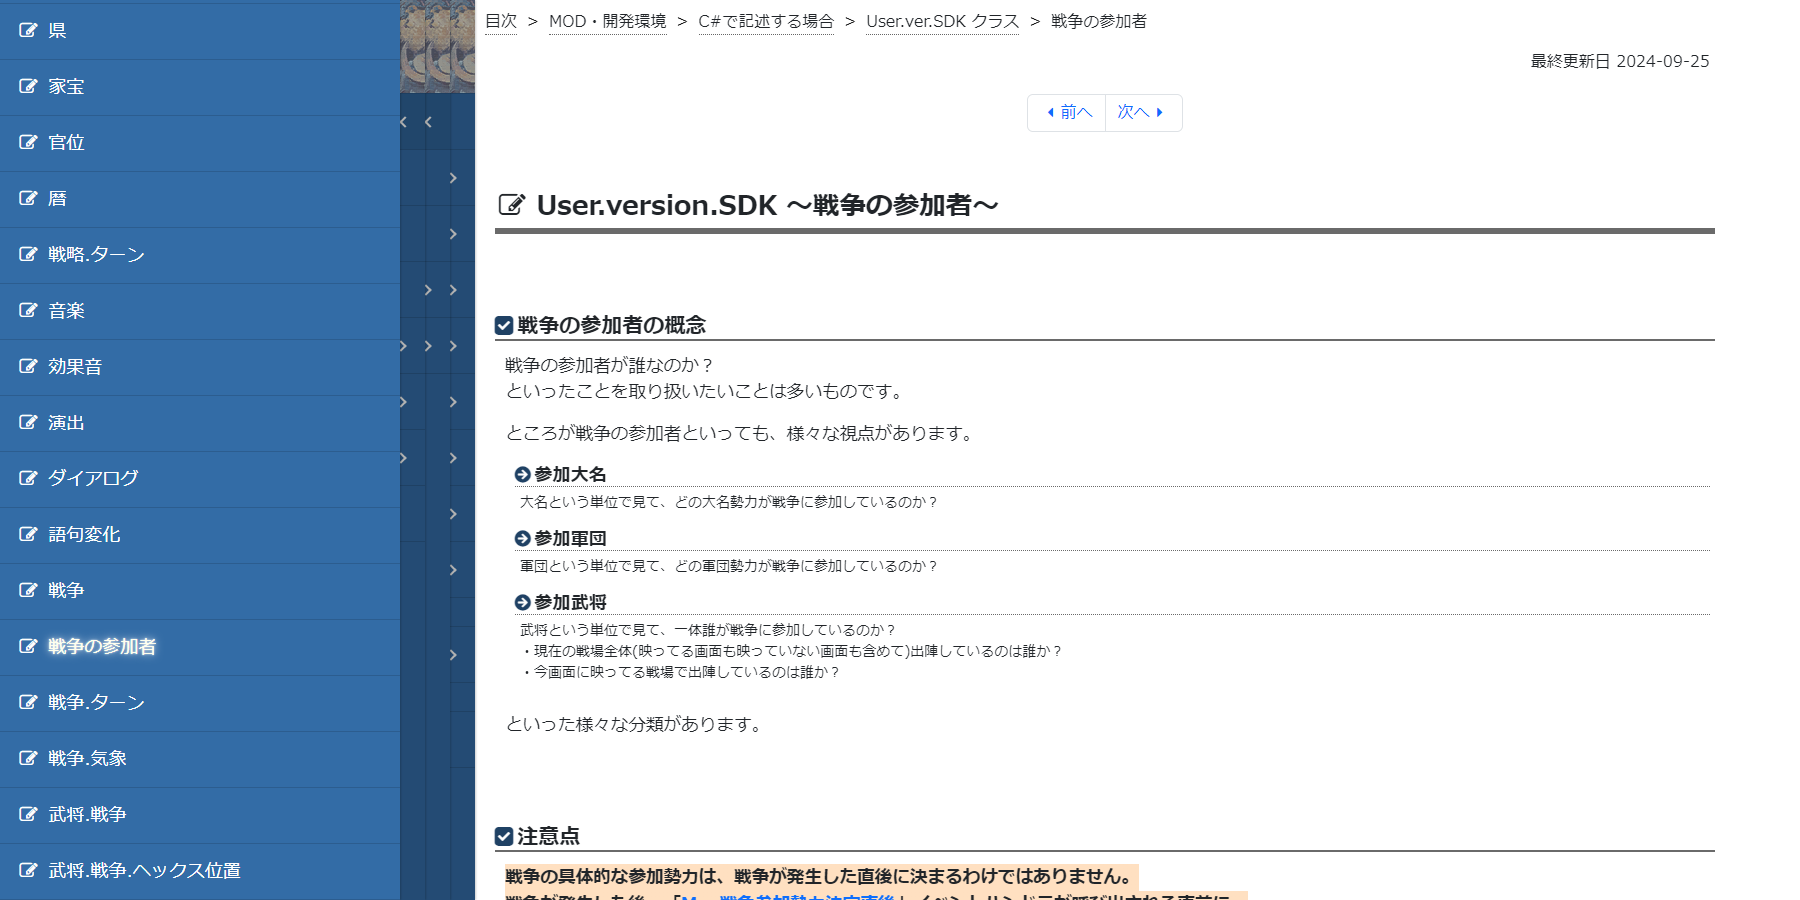 県
家宝
官位
暦
戦略.ターン
音楽
効果音
演出
ダイアログ
語句変化
戦争
戦争の参加者
戦争.ターン
戦争.気象
武将.戦争
武将.戦争.ヘックス位置
目次 > MOD・開発環境 > C#で記述する場合 > User.ver.SDK クラス > 戦争の参加者
最終更新日 2024-09-25
前へ 次へ
User.version.SDK ～戦争の参加者～
戦争の参加者の概念
戦争の参加者が誰なのか？
といったことを取り扱いたいことは多いものです。
ところが戦争の参加者といっても、様々な視点があります。
参加大名
大名という単位で見て、どの大名勢力が戦争に参加しているのか？
参加軍団
軍団という単位で見て、どの軍団勢力が戦争に参加しているのか？
参加武将
武将という単位で見て、一体誰が戦争に参加しているのか？
・現在の戦場全体(映ってる画面も映っていない画面も含めて)出陣しているのは誰か？
・今画面に映ってる戦場で出陣しているのは誰か？
といった様々な分類があります。
注意点
戦争の具体的な参加勢力は、戦争が発生した直後に決まるわけではありません。